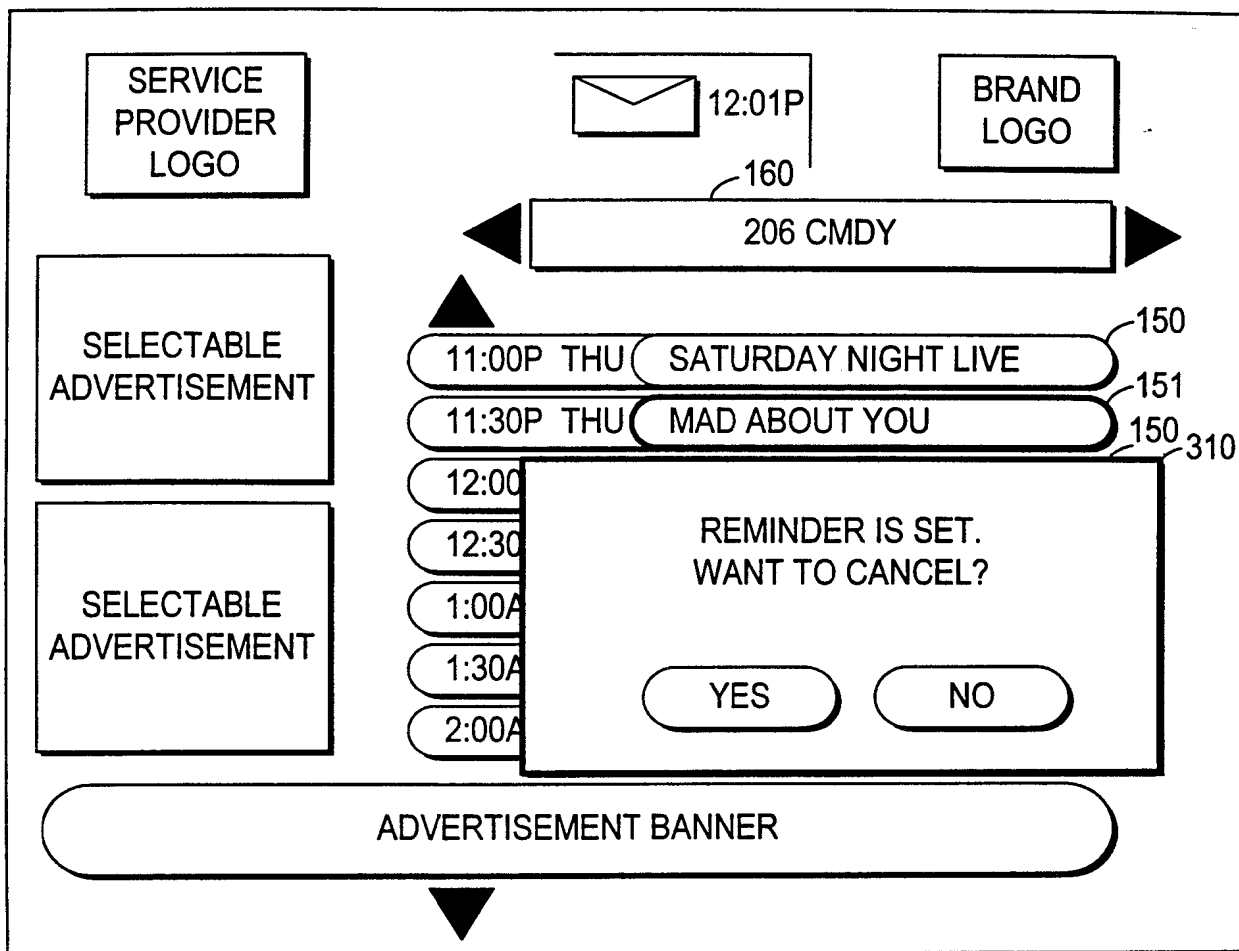 SERVICE
PROVIDER
LOGO
12:01P
BRAND
LOGO
160
206 CMDY
SELECTABLE
ADVERTISEMENT
150
11:00P THU SATURDAY NIGHT LIVE
151
11:30P THU MAD ABOUT YOU
150
310
12:00
12:30
1:00A
1:30A
2:00A
REMINDER IS SET.
WANT TO CANCEL?
YES NO
SELECTABLE
ADVERTISEMENT
ADVERTISEMENT BANNER